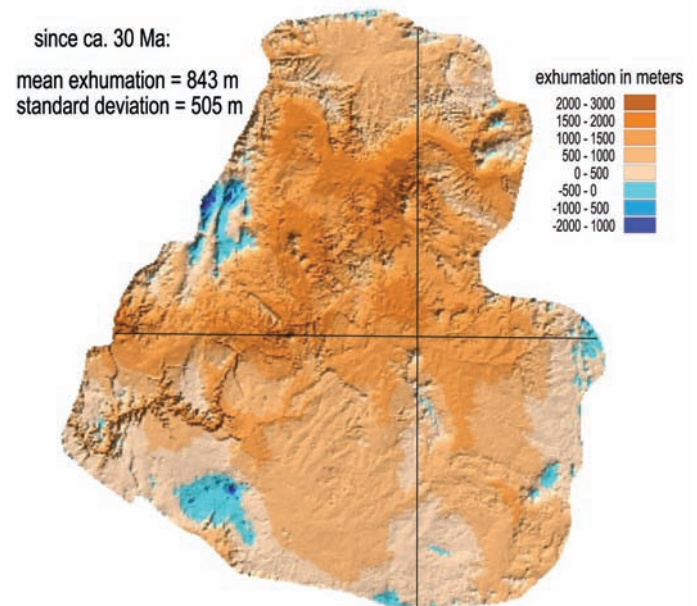 since ca. 30 Ma:
mean exhumation = 843 m
standard deviation = 505 m
exhumation in meters
2000 - 3000
1500 - 2000
1000 - 1500
500 - 1000
0 - 500
-500 - 0
-1000 - 500
-2000 - 1000